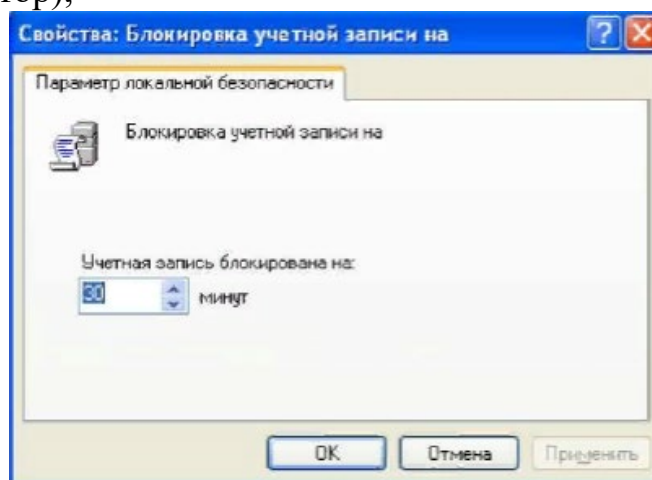 тор),
Свойства: Блокировка учетной записи на
Параметр локальной безопасности
Блокировка учетной записи на
Учетная запись блокирована на:
30 минут
OK Отмена Применить